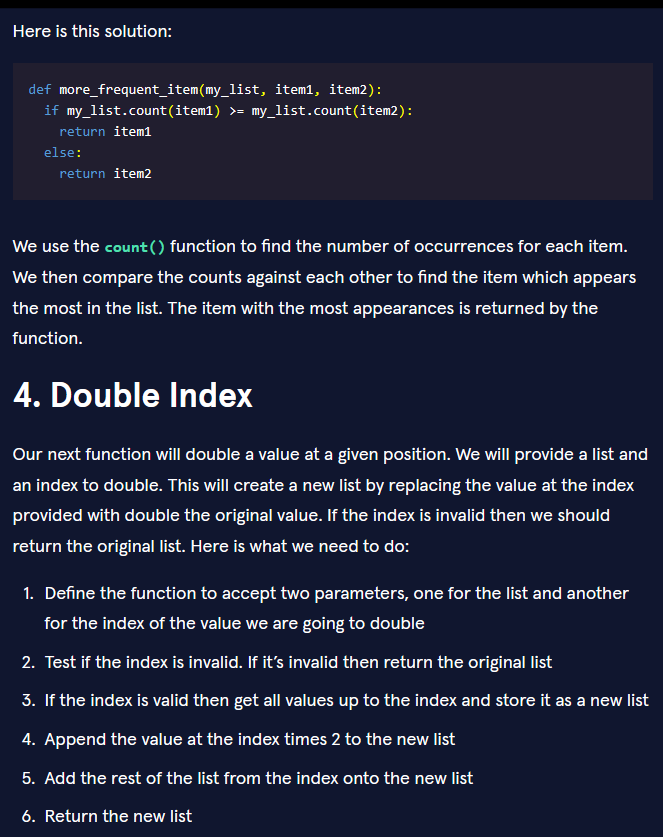 Here is this solution:
def more_frequent_item(my_list, item1, item2):
  if my_list.count(item1) >= my_list.count(item2):
    return item1
  else:
    return item2
We use the count() function to find the number of occurrences for each item.
We then compare the counts against each other to find the item which appears
the most in the list. The item with the most appearances is returned by the
function.
4. Double Index
Our next function will double a value at a given position. We will provide a list and
an index to double. This will create a new list by replacing the value at the index
provided with double the original value. If the index is invalid then we should
return the original list. Here is what we need to do:
1. Define the function to accept two parameters, one for the list and another
for the index of the value we are going to double
2. Test if the index is invalid. If it’s invalid then return the original list
3. If the index is valid then get all values up to the index and store it as a new list
4. Append the value at the index times 2 to the new list
5. Add the rest of the list from the index onto the new list
6. Return the new list